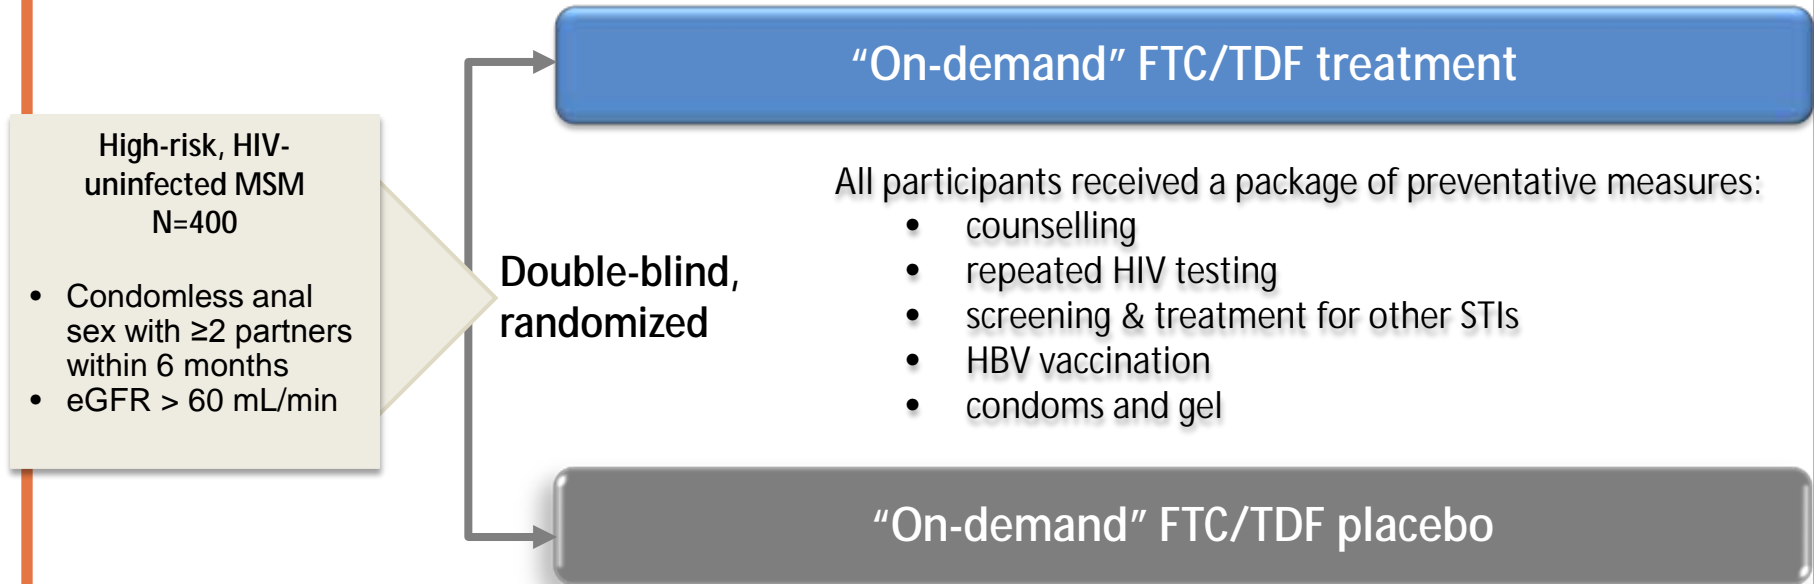 “On-demand” FTC/TDF treatment
High-risk, HIV-
uninfected MSM
N=400
• Condomless anal
sex with ≥2 partners
within 6 months
• eGFR > 60 mL/min
Double-blind,
randomized
All participants received a package of preventative measures:
• counselling
• repeated HIV testing
• screening & treatment for other STIs
• HBV vaccination
• condoms and gel
“On-demand” FTC/TDF placebo